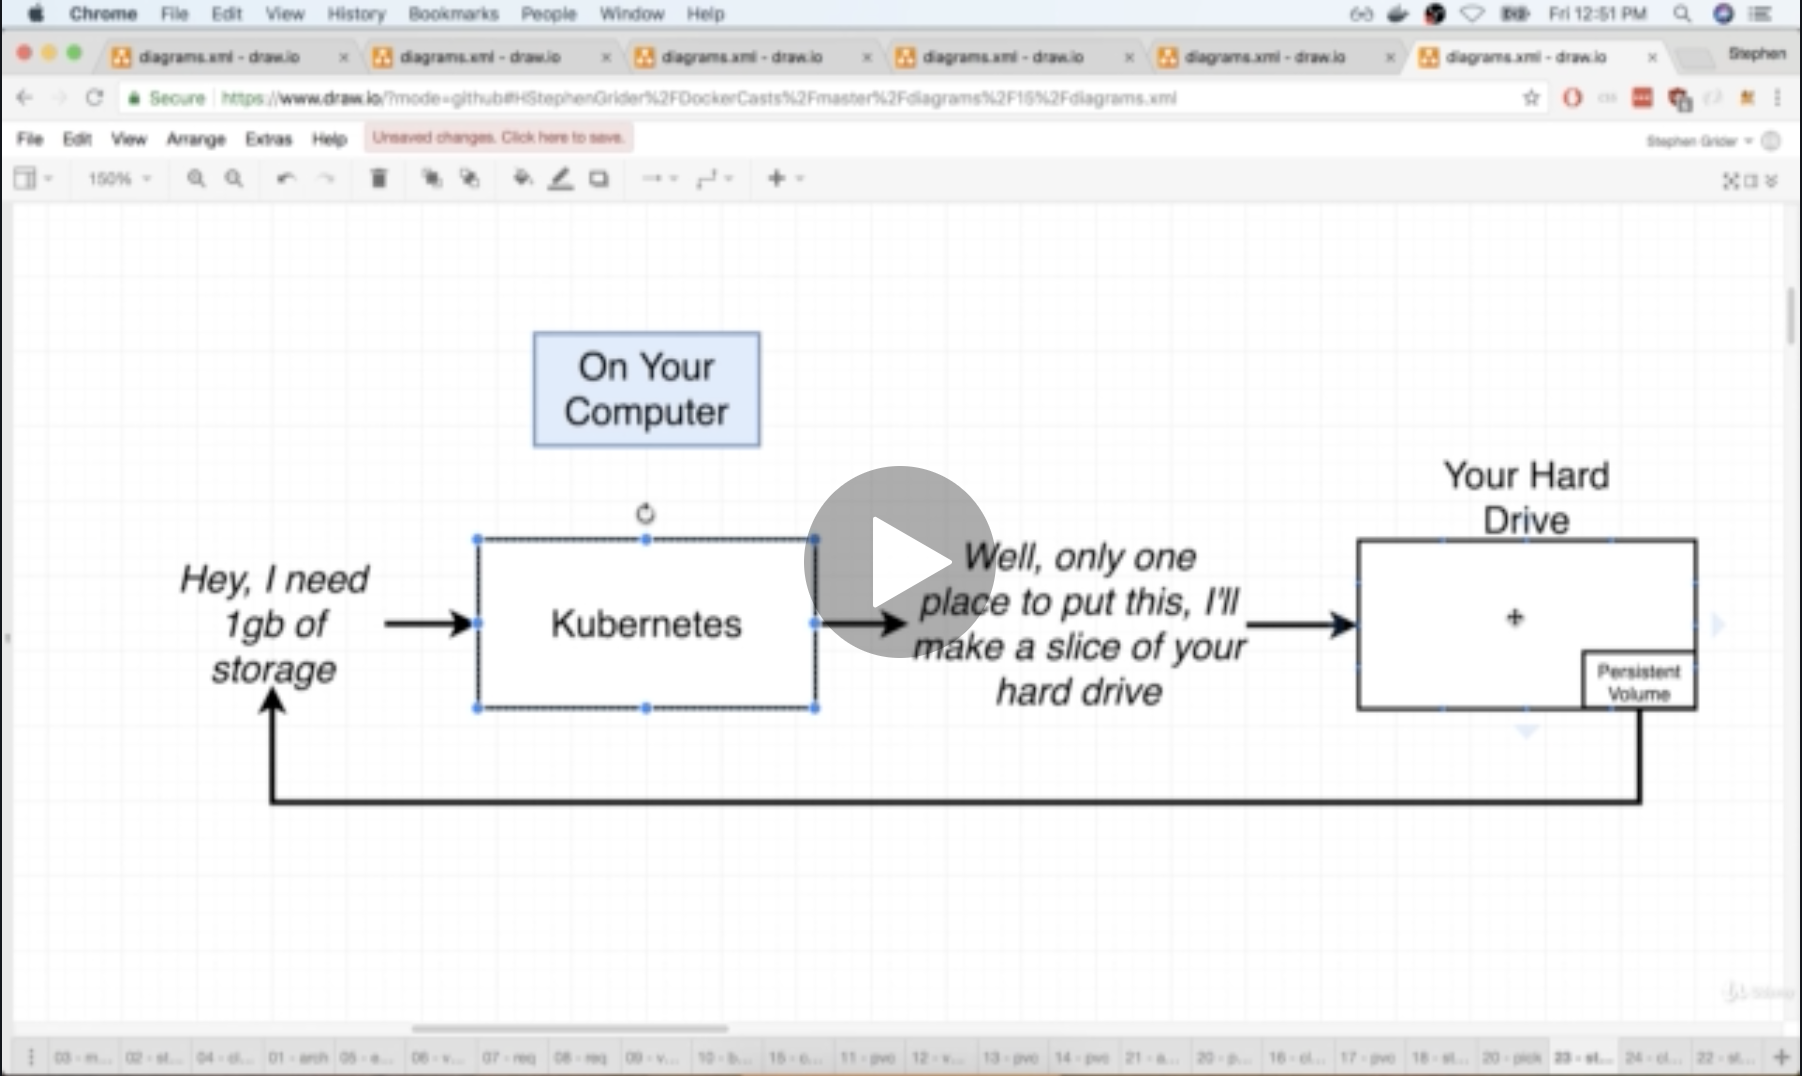 Chrome File Edit View History Bookmarks People Window Help Fri 12:51 PM
diagrams.xml - draw.io diagrams.xml - draw.io diagrams.xml - draw.io diagrams.xml - draw.io diagrams.xml - draw.io diagrams.xml - draw.io Stephen
Secure https://www.draw.io/?mode=github#HStephenGrider%2FDockerCasts%2Fmaster%2Fdiagrams%2F15%2Fdiagrams.xml
File Edit View Arrange Extras Help Unsaved changes. Click here to save. Stephen Grider
150%
On Your
Computer
Hey, I need
1gb of
storage
Kubernetes
Well, only one
place to put this, I'll
make a slice of your
hard drive
Your Hard
Drive
Persistent
Volume
03 - m... 02 - st... 04 - cl... 01 - arch 05 - e... 06 - v... 07 - req 08 - req 09 - v... 10 - b... 15 - c... 11 - pvc 12 - v... 13 - pvc 14 - pvc 21 - a... 20 - p... 16 - cl... 17 - pvc 18 - st... 20 - pick 23 - st... 24 - cl... 22 - st...